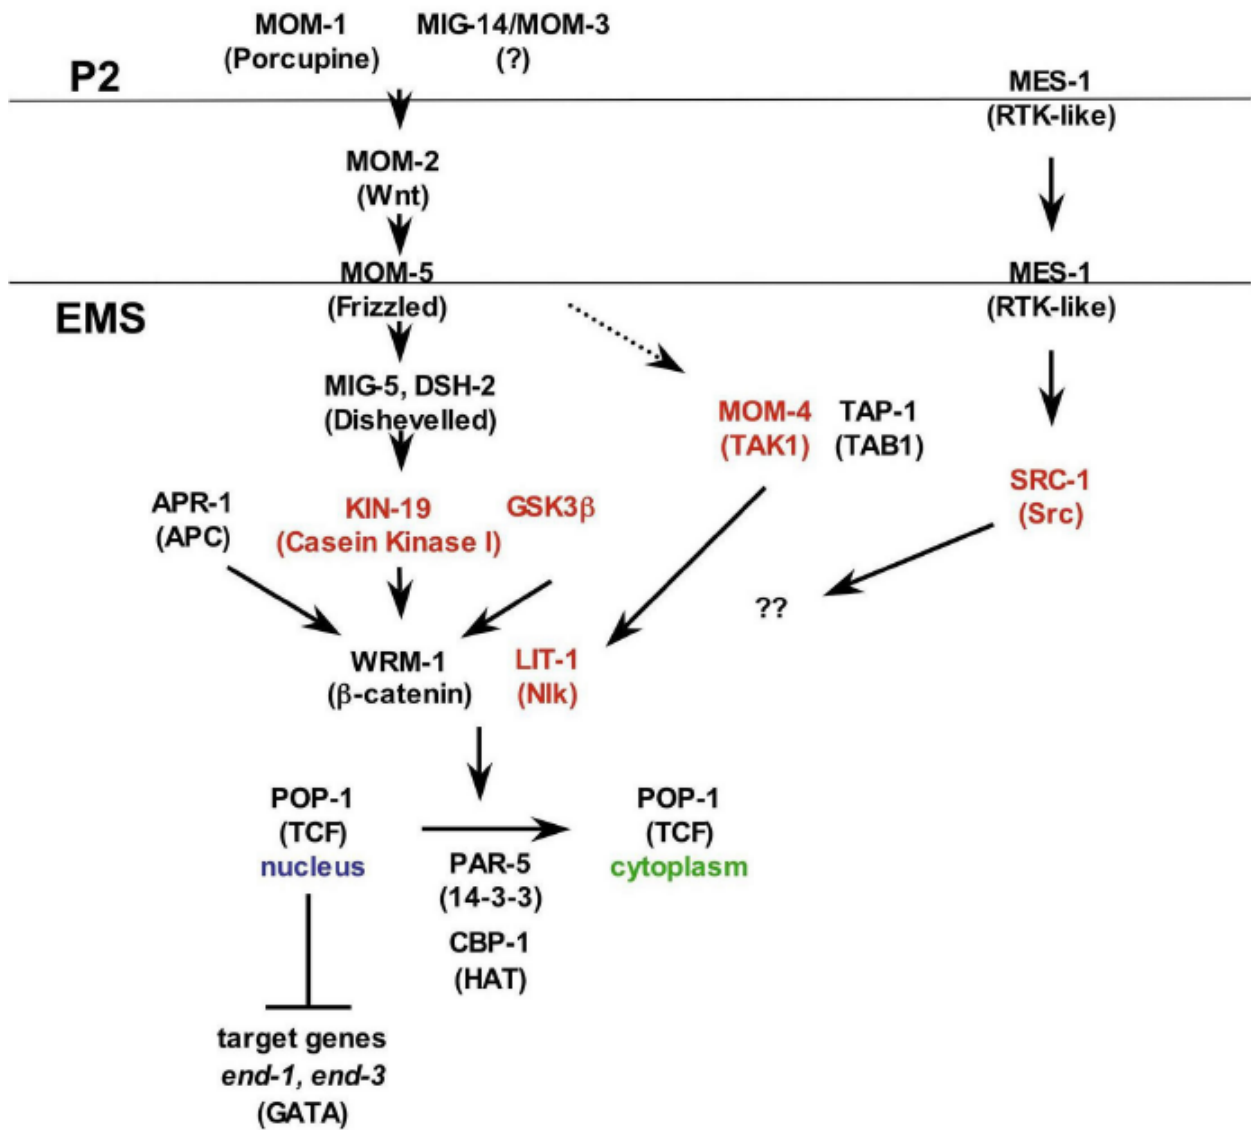 MOM-1
(Porcupine)
MIG-14/MOM-3
(?)
P2
MES-1
(RTK-like)
MOM-2
(Wnt)
MOM-5
(Frizzled)
MES-1
(RTK-like)
EMS
MIG-5, DSH-2
(Dishevelled)
MOM-4
(TAK1)
TAP-1
(TAB1)
SRC-1
(Src)
APR-1
(APC)
KIN-19
(Casein Kinase I)
GSK3β
??
WRM-1
(β-catenin)
LIT-1
(Nlk)
POP-1
(TCF)
nucleus
PAR-5
(14-3-3)
CBP-1
(HAT)
POP-1
(TCF)
cytoplasm
target genes
end-1, end-3
(GATA)